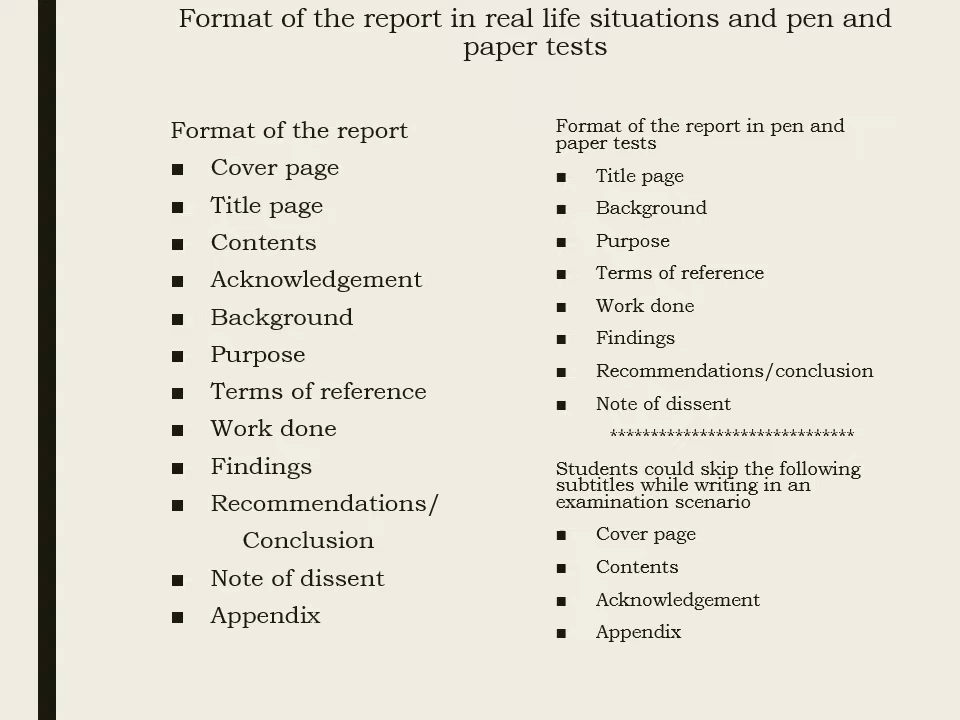 Format of the report in real life situations and pen and
paper tests
Format of the report
■ Cover page
■ Title page
■ Contents
■ Acknowledgement
■ Background
■ Purpose
■ Terms of reference
■ Work done
■ Findings
■ Recommendations/
Conclusion
■ Note of dissent
■ Appendix
Format of the report in pen and
paper tests
■ Title page
■ Background
■ Purpose
■ Terms of reference
■ Work done
■ Findings
■ Recommendations/conclusion
■ Note of dissent
******************************
Students could skip the following
subtitles while writing in an
examination scenario
■ Cover page
■ Contents
■ Acknowledgement
■ Appendix